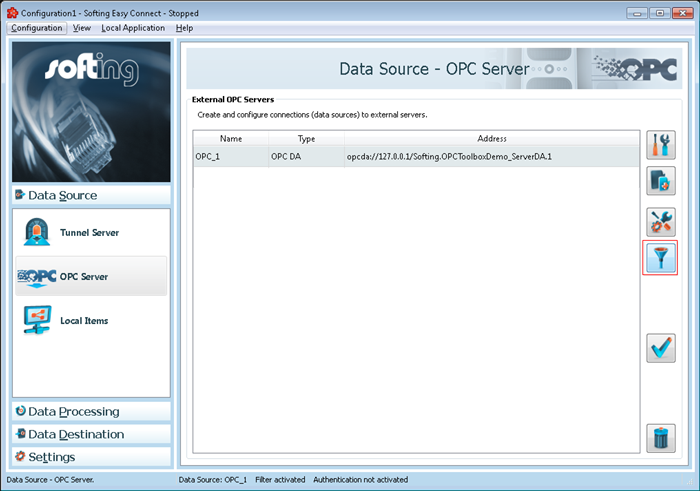 Configuration1 - Softing Easy Connect - Stopped
Configuration View Local Application Help
softing
Data Source - OPC Server
OPC
External OPC Servers
Create and configure connections (data sources) to external servers.
Name Type Address
OPC_1 OPC DA opcda://127.0.0.1/Softing.OPCToolboxDemo_ServerDA.1
Data Source
Tunnel Server
OPC OPC Server
Local Items
Data Processing
Data Destination
Settings
Data Source - OPC Server. Data Source: OPC_1 Filter activated Authentication not activated